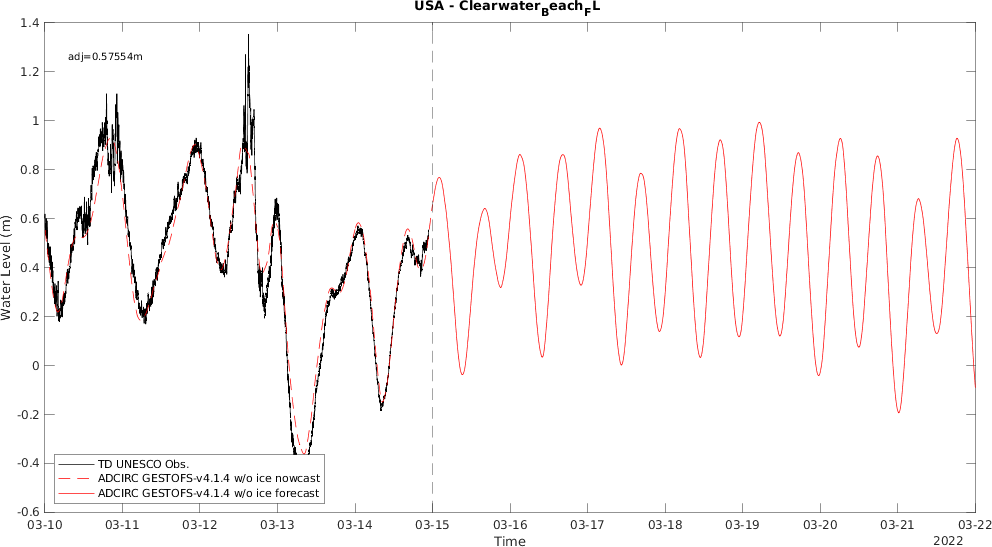 USA - Clearwater_Beach_FL
adj=0.57554m
1.4
1.2
1
0.8
0.6
0.4
0.2
0
-0.2
-0.4
-0.6
Water Level (m)
TD UNESCO Obs.
ADCIRC GESTOFS-v4.1.4 w/o ice nowcast
ADCIRC GESTOFS-v4.1.4 w/o ice forecast
03-10 03-11 03-12 03-13 03-14 03-15 03-16 03-17 03-18 03-19 03-20 03-21 03-22
Time
2022